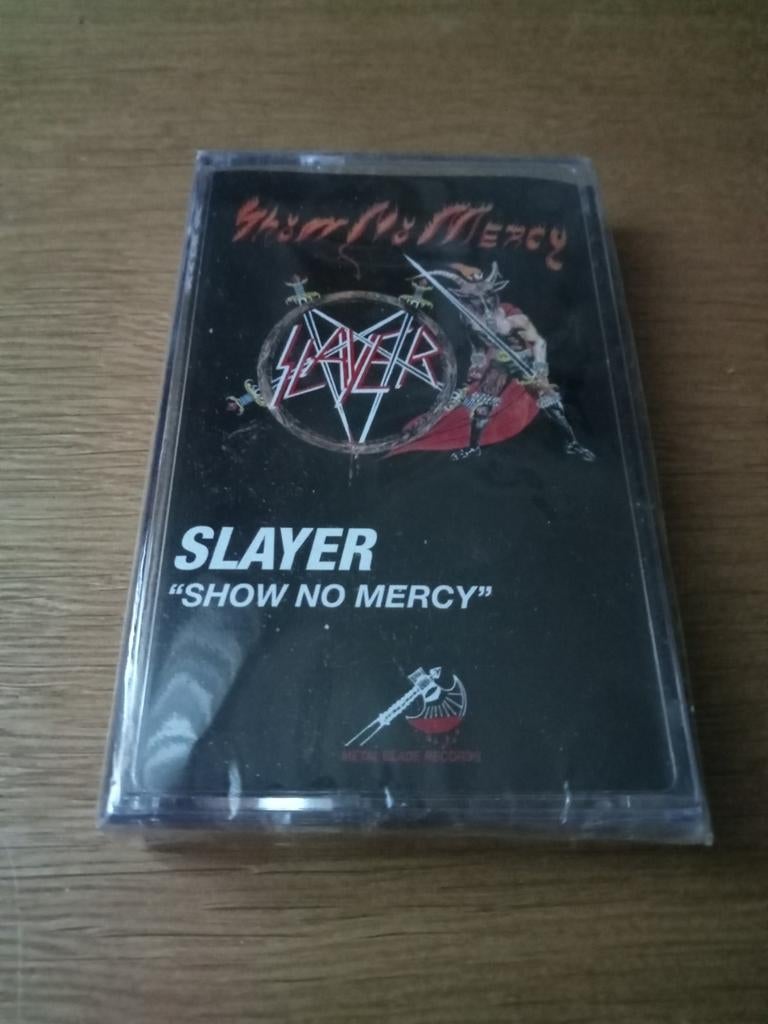 Show No Mercy
SLAYER
SLAYER
“SHOW NO MERCY”
METAL BLADE RECORDS